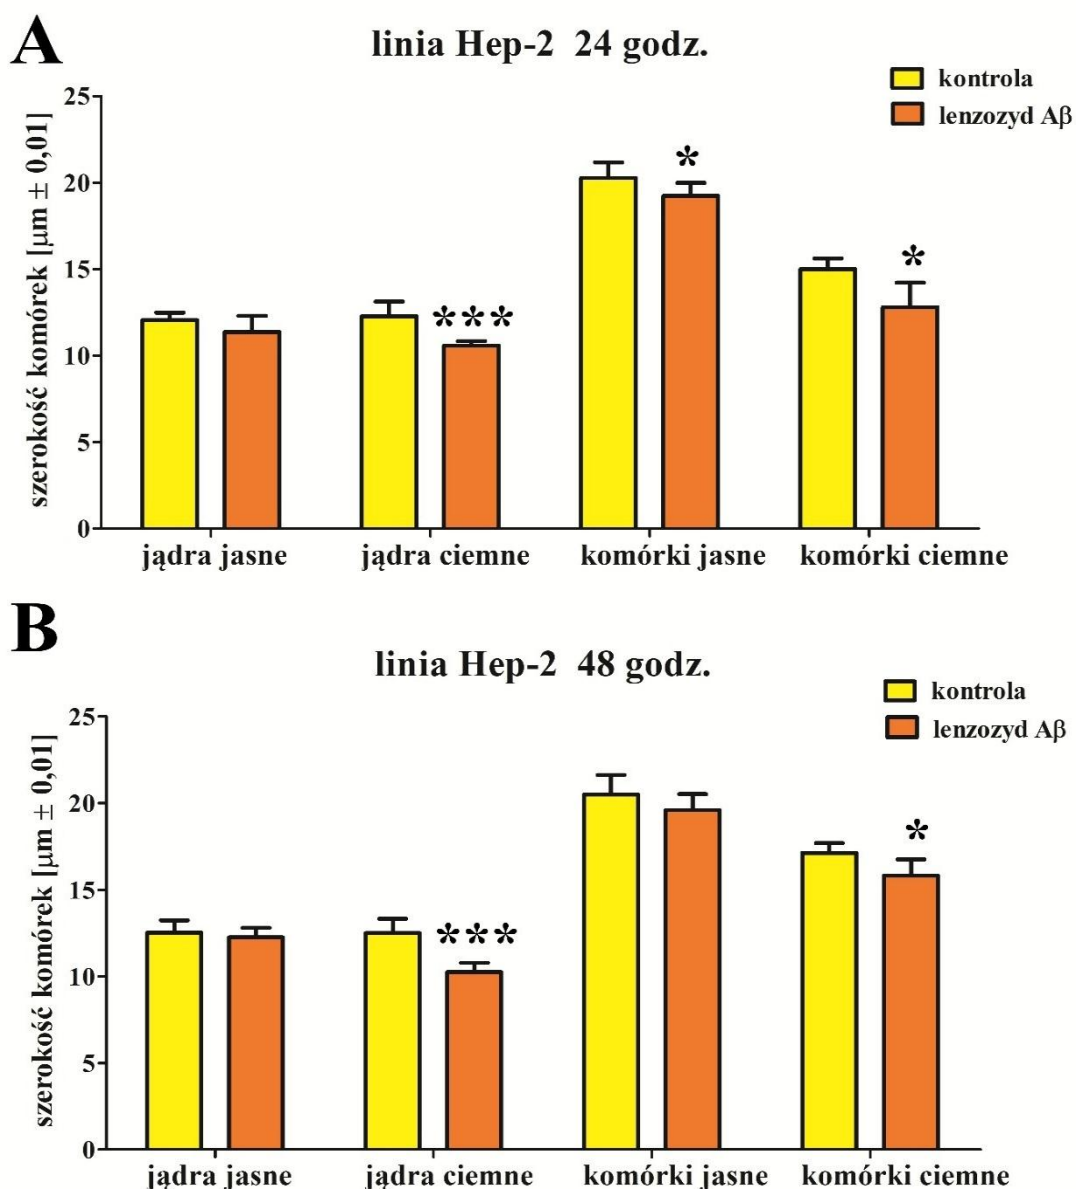 A
linia Hep-2 24 godz.
kontrola
lenzozyd Aβ
szerokość komórek [μm ± 0,01]
25
20
15
10
5
0
*
*
***
jądra jasne
jądra ciemne
komórki jasne
komórki ciemne
B
linia Hep-2 48 godz.
kontrola
lenzozyd Aβ
szerokość komórek [μm ± 0,01]
25
20
15
10
5
0
*
***
jądra jasne
jądra ciemne
komórki jasne
komórki ciemne